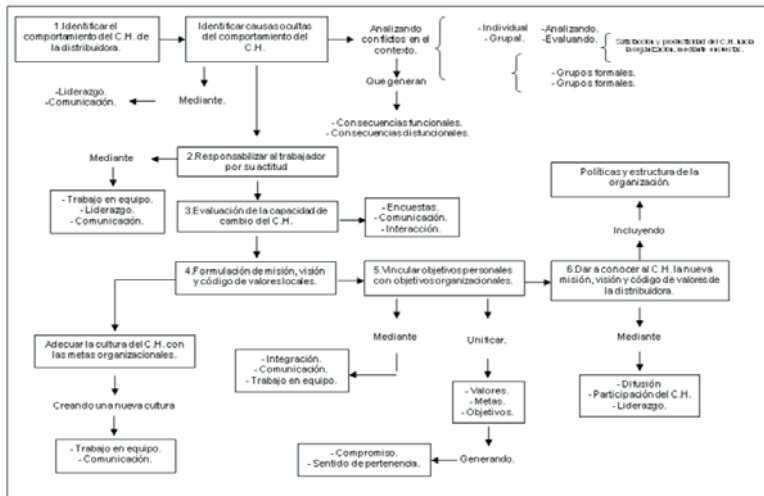 1.Identificar el
comportamiento del C.H. de
la distribuidora.
Identificar causas ocultas
del comportamiento del
C.H.
Analizando
conflictos en el
contexto.
- Individual
- Grupal.
-Analizando.
-Evaluando.
Satisfacción y productividad del C.H. hacia
la organización, mediante encuestas.
- Grupos formales.
- Grupos formales.
Que generan
- Consecuencias funcionales.
- Consecuencias disfuncionales.
-Liderazgo.
-Comunicación.
Mediante.
Mediante
2.Responsabilizar al trabajador
por su actitud
- Trabajo en equipo.
- Liderazgo.
- Comunicación.
3.Evaluación de la capacidad de
cambio del C.H.
- Encuestas.
- Comunicación.
- Interacción.
Políticas y estructura de la
organización.
Incluyendo
4.Formulación de misión, visión
y código de valores locales.
5.Vincular objetivos personales
con objetivos organizacionales.
6.Dar a conocer al C.H. la nueva
misión, visión y código de valores de
la distribuidora.
Adecuar la cultura del C.H. con
las metas organizacionales.
Mediante
Unificar.
Mediante
- Integración.
- Comunicación.
- Trabajo en equipo.
- Valores.
- Metas.
- Objetivos.
- Difusión
- Participación del C.H.
- Liderazgo.
Creando una nueva cultura
- Trabajo en equipo.
- Comunicación.
- Compromiso.
- Sentido de pertenencia.
Generando.